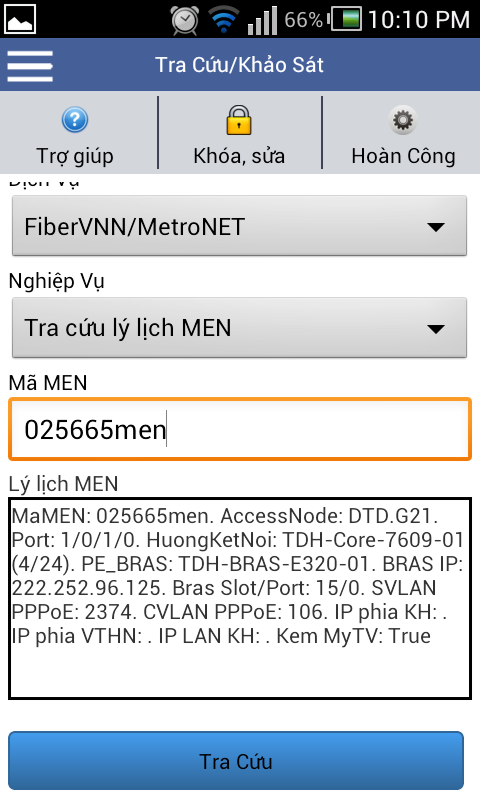 66% 10:10 PM
Tra Cứu/Khảo Sát
Trợ giúp
Khóa, sửa
Hoàn Công
Dịch Vụ
FiberVNN/MetroNET
Nghiệp Vụ
Tra cứu lý lịch MEN
Mã MEN
025665men
Lý lịch MEN
MaMEN: 025665men. AccessNode: DTD.G21.
Port: 1/0/1/0. HuongKetNoi: TDH-Core-7609-01
(4/24). PE_BRAS: TDH-BRAS-E320-01. BRAS IP:
222.252.96.125. Bras Slot/Port: 15/0. SVLAN
PPPoE: 2374. CVLAN PPPoE: 106. IP phia KH: .
IP phia VTHN: . IP LAN KH: . Kem MyTV: True
Tra Cứu